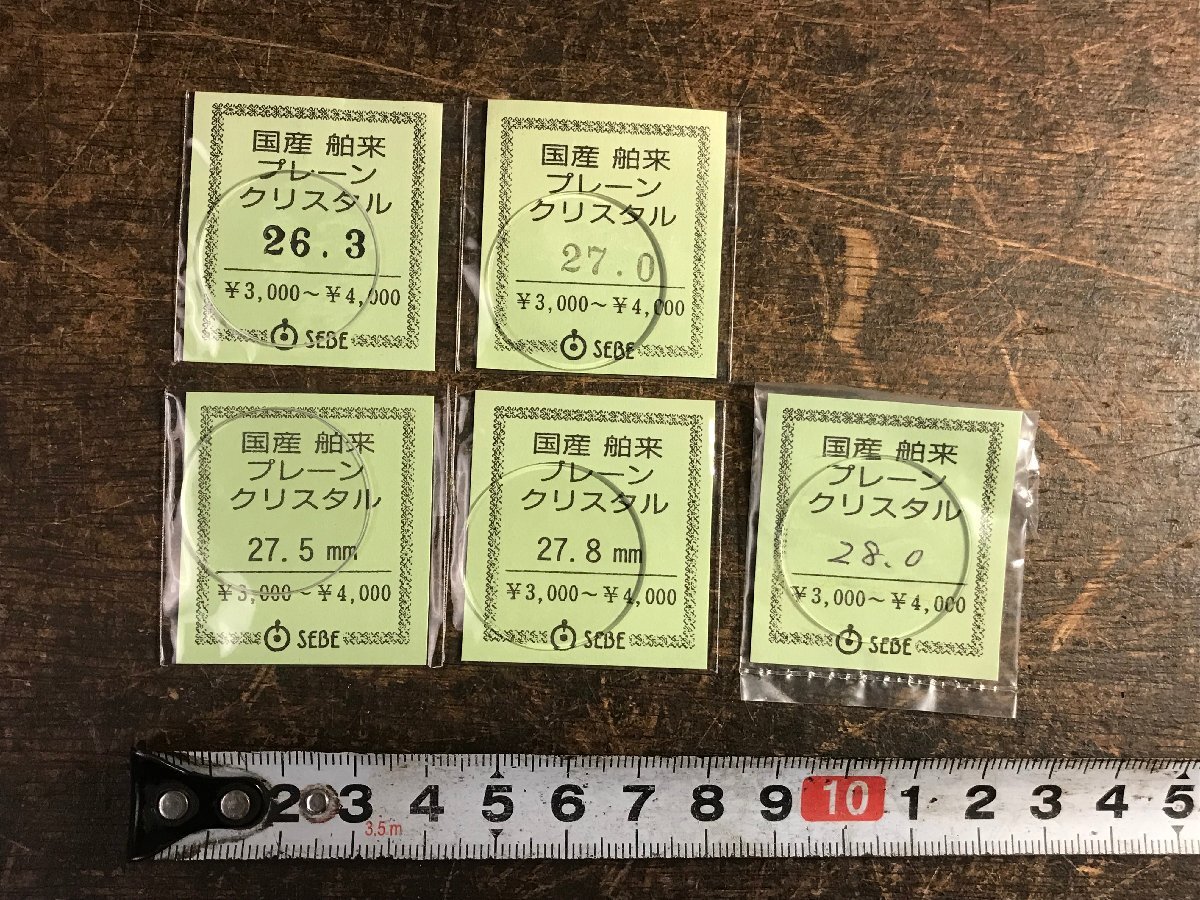 国産 舶来
プレーン
クリスタル
26.3
¥3,000~¥4,000
SEBE
国産 舶来
プレーン
クリスタル
27.0
¥3,000~¥4,000
SEBE
国産 舶来
プレーン
クリスタル
27.5 mm
¥3,000~¥4,000
SEBE
国産 舶来
プレーン
クリスタル
27.8 mm
¥3,000~¥4,000
SEBE
国産 舶来
プレーン
クリスタル
28.0
¥3,000~¥4,000
SEBE
2 3 4 5 6 7 8 9 10 1 2 3 4 5
3.5m